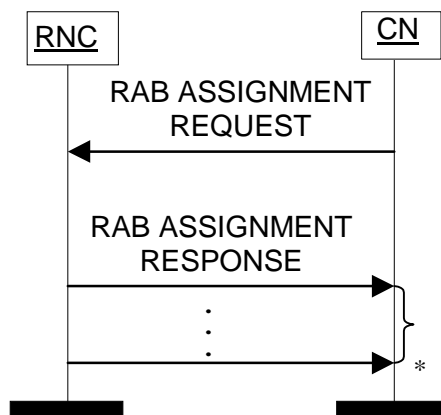 RNC
CN
RAB ASSIGNMENT
REQUEST
RAB ASSIGNMENT
RESPONSE
*